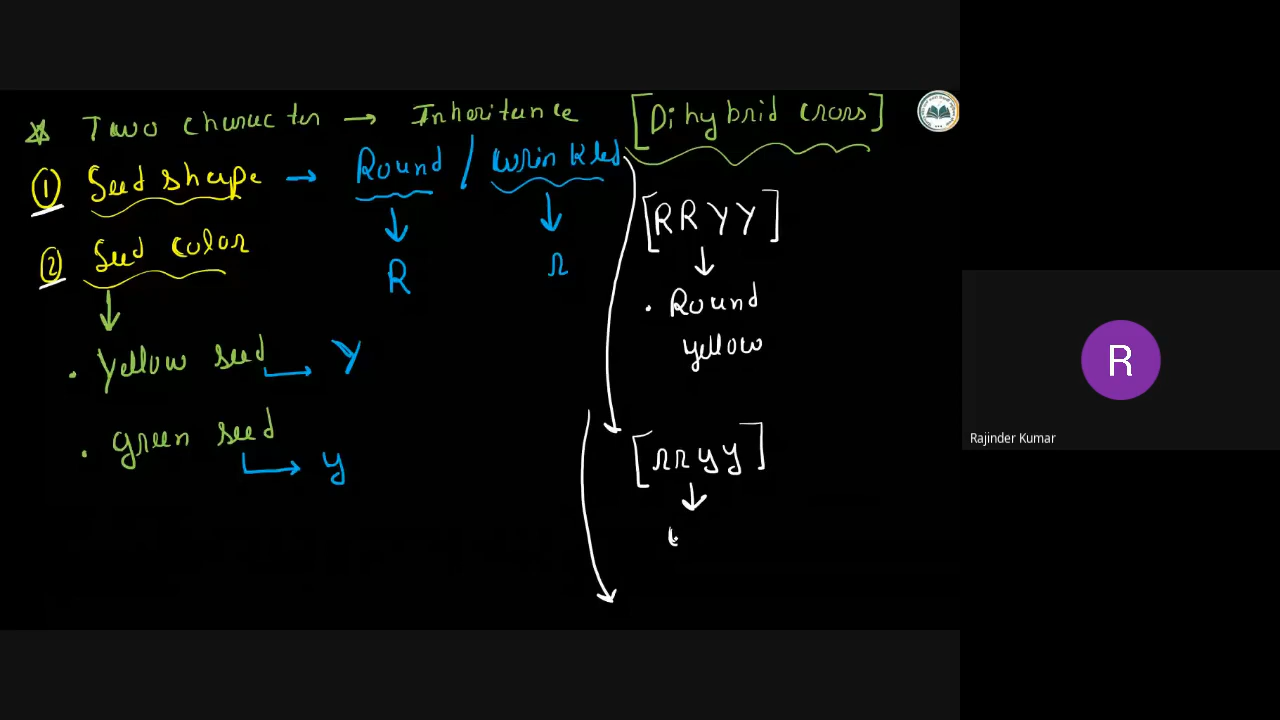 Two character → Inheritance [Dihybrid cross]
① Seed shape → Round / wrinkled
R r
② Seed color
• Yellow seed → Y
• green seed → y
[RRYY]
• Round
yellow
[rryy]
R
Rajinder Kumar